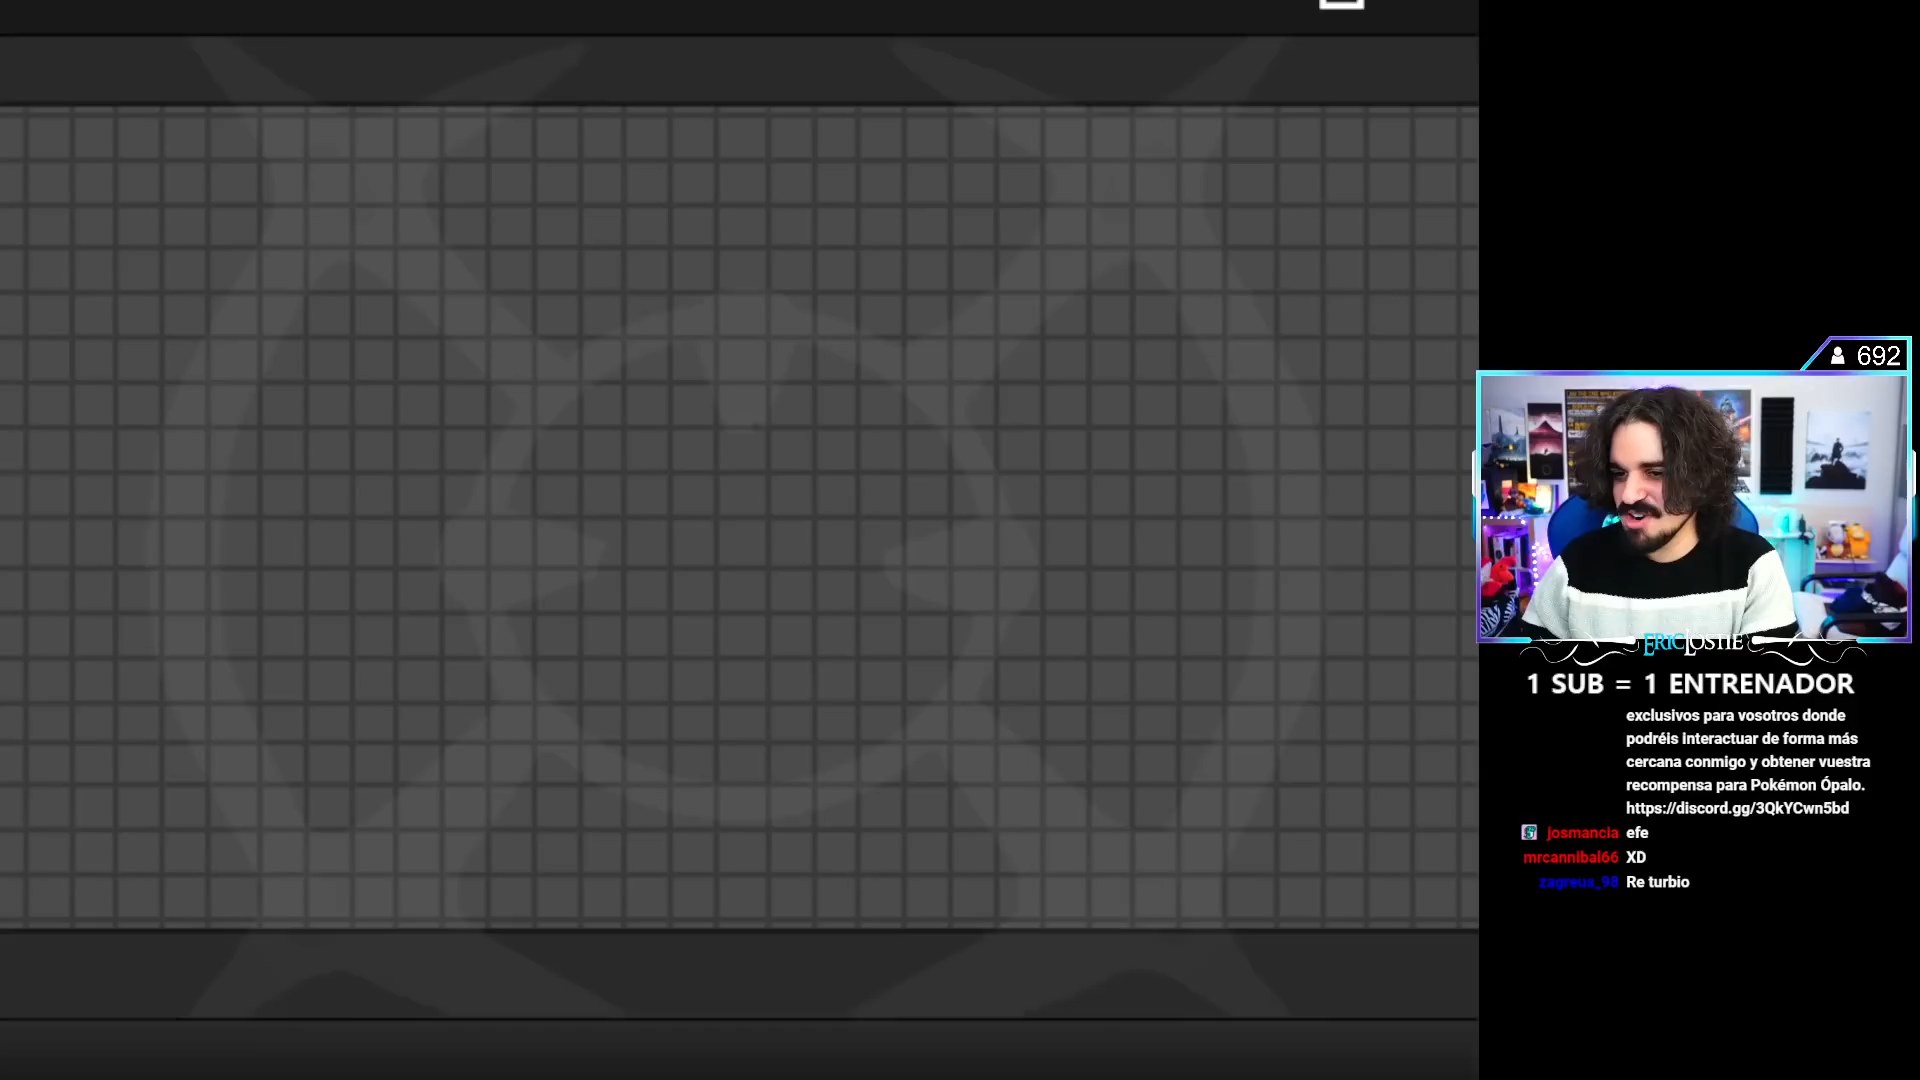 692
ERICLOSTIE
1 SUB = 1 ENTRENADOR
exclusivos para vosotros donde
podréis interactuar de forma más
cercana conmigo y obtener vuestra
recompensa para Pokémon Ópalo.
https://discord.gg/3QkYCwn5bd
josmancia efe
mrcannibal66 XD
zagreus_98 Re turbio